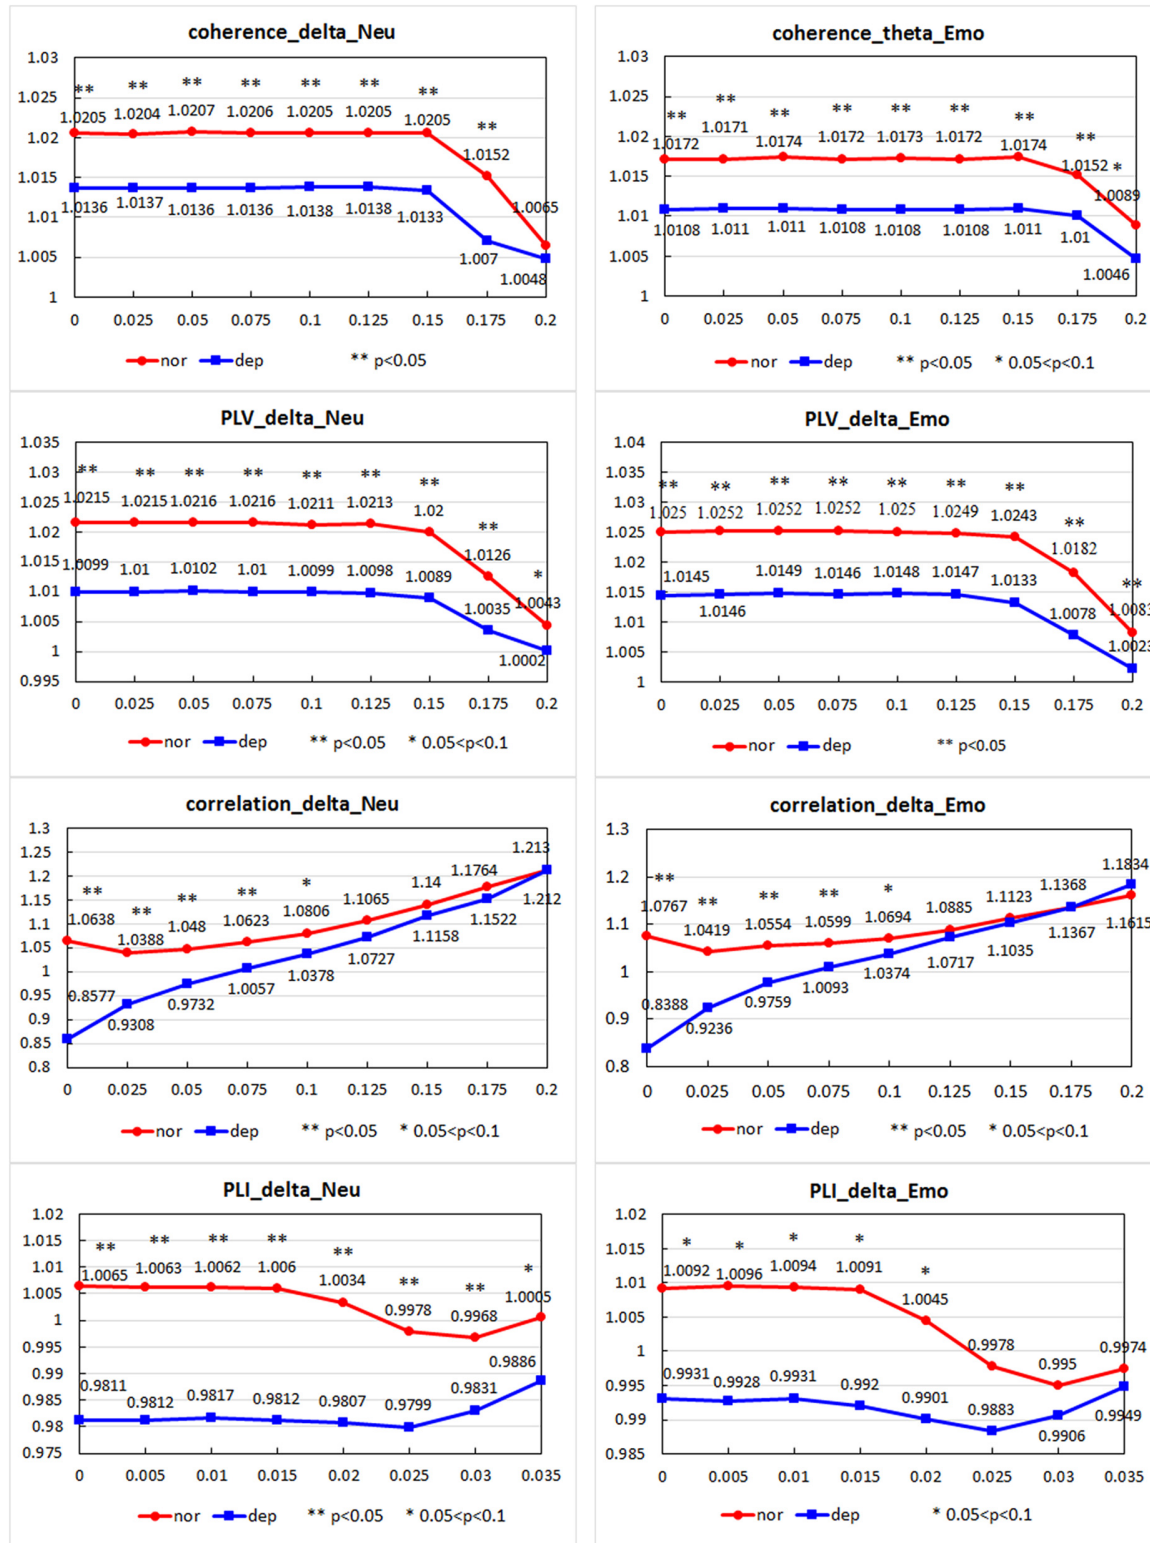 coherence_delta_Neu
1.03
1.025
1.02
1.015
1.01
1.005
1
** ** ** ** ** ** ** **
1.0205 1.0204 1.0207 1.0206 1.0205 1.0205 1.0205 1.0152 1.0065
1.0136 1.0137 1.0136 1.0136 1.0138 1.0138 1.0133 1.007 1.0048
0 0.025 0.05 0.075 0.1 0.125 0.15 0.175 0.2
nor dep ** p<0.05
coherence_theta_Emo
1.03
1.025
1.02
1.015
1.01
1.005
1
** ** ** ** ** ** ** ** *
1.0172 1.0171 1.0174 1.0172 1.0173 1.0172 1.0174 1.0152 1.0089
1.0108 1.011 1.011 1.0108 1.0108 1.0108 1.011 1.01 1.0046
0 0.025 0.05 0.075 0.1 0.125 0.15 0.175 0.2
nor dep ** p<0.05 * 0.05<p<0.1
PLV_delta_Neu
1.035
1.03
1.025
1.02
1.015
1.01
1.005
1
0.995
** ** ** ** ** ** ** ** *
1.0215 1.0215 1.0216 1.0216 1.0211 1.0213 1.02 1.0126 1.0043
1.0099 1.01 1.0102 1.01 1.0099 1.0098 1.0089 1.0035 1.0002
0 0.025 0.05 0.075 0.1 0.125 0.15 0.175 0.2
nor dep ** p<0.05 * 0.05<p<0.1
PLV_delta_Emo
1.04
1.035
1.03
1.025
1.02
1.015
1.01
1.005
1
** ** ** ** ** ** ** ** **
1.025 1.0252 1.0252 1.0252 1.025 1.0249 1.0243 1.0182 1.0083
1.0145 1.0146 1.0149 1.0146 1.0148 1.0147 1.0133 1.0078 1.0023
0 0.025 0.05 0.075 0.1 0.125 0.15 0.175 0.2
nor dep ** p<0.05
correlation_delta_Neu
1.3
1.25
1.2
1.15
1.1
1.05
1
0.95
0.9
0.85
0.8
** ** ** ** *
1.0638 1.0388 1.048 1.0623 1.0806 1.1065 1.14 1.1764 1.213
0.8577 0.9308 0.9732 1.0057 1.0378 1.0727 1.1158 1.1522 1.212
0 0.025 0.05 0.075 0.1 0.125 0.15 0.175 0.2
nor dep ** p<0.05 * 0.05<p<0.1
correlation_delta_Emo
1.3
1.2
1.1
1
0.9
0.8
** ** ** ** *
1.0767 1.0419 1.0554 1.0599 1.0694 1.0885 1.1123 1.1368 1.1834
0.8388 0.9236 0.9759 1.0093 1.0374 1.0717 1.1035 1.1367 1.1615
0 0.025 0.05 0.075 0.1 0.125 0.15 0.175 0.2
nor dep ** p<0.05 * 0.05<p<0.1
PLI_delta_Neu
1.02
1.015
1.01
1.005
1
0.995
0.99
0.985
0.98
0.975
** ** ** ** ** ** ** *
1.0065 1.0063 1.0062 1.006 1.0034 0.9978 0.9968 1.0005
0.9811 0.9812 0.9817 0.9812 0.9807 0.9799 0.9831 0.9886
0 0.005 0.01 0.015 0.02 0.025 0.03 0.035
nor dep ** p<0.05 * 0.05<p<0.1
PLI_delta_Emo
1.02
1.015
1.01
1.005
1
0.995
0.99
0.985
* * * * *
1.0092 1.0096 1.0094 1.0091 1.0045 0.9978 0.995 0.9974
0.9931 0.9928 0.9931 0.992 0.9901 0.9883 0.9906 0.9949
0 0.005 0.01 0.015 0.02 0.025 0.03 0.035
nor dep * 0.05<p<0.1